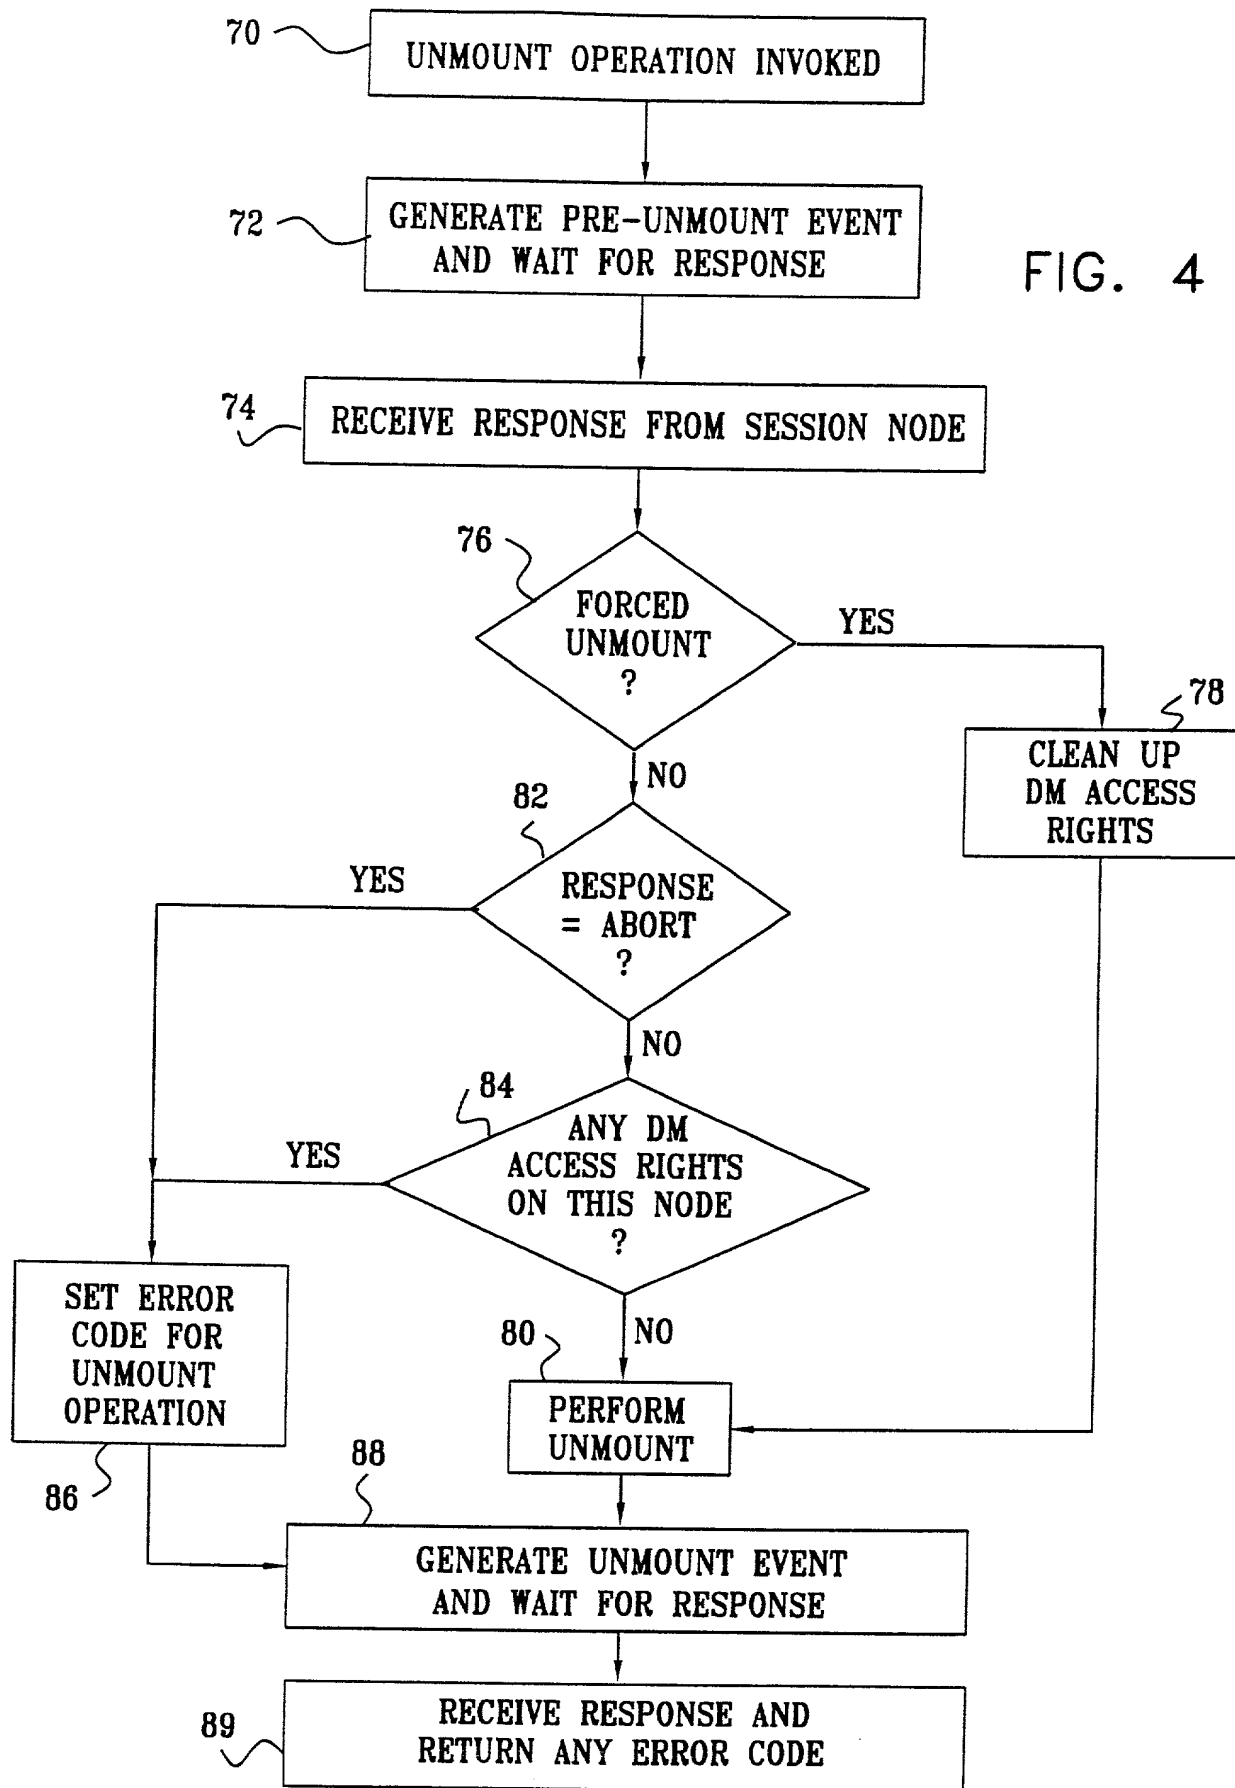 70
UNMOUNT OPERATION INVOKED
72
GENERATE PRE-UNMOUNT EVENT
AND WAIT FOR RESPONSE
FIG. 4
74
RECEIVE RESPONSE FROM SESSION NODE
76
FORCED
UNMOUNT
?
YES
78
CLEAN UP
DM ACCESS
RIGHTS
NO
82
RESPONSE
= ABORT
?
YES
NO
84
ANY DM
ACCESS RIGHTS
ON THIS NODE
?
YES
SET ERROR
CODE FOR
UNMOUNT
OPERATION
86
NO
80
PERFORM
UNMOUNT
88
GENERATE UNMOUNT EVENT
AND WAIT FOR RESPONSE
89
RECEIVE RESPONSE AND
RETURN ANY ERROR CODE